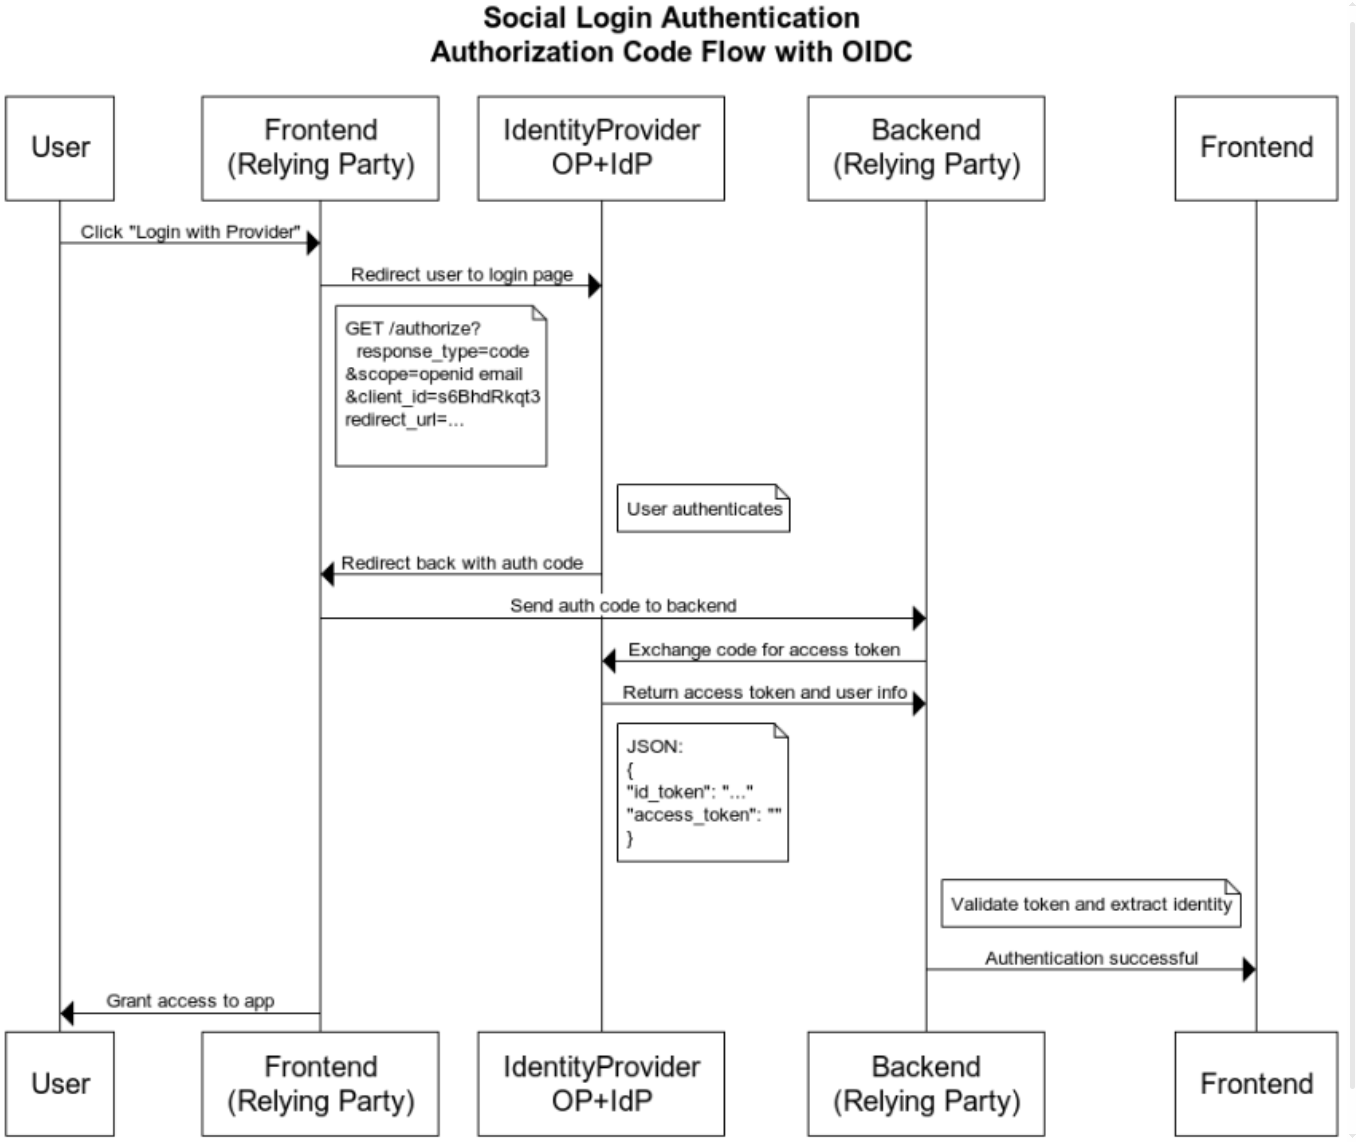 Social Login Authentication
Authorization Code Flow with OIDC
User
Frontend
(Relying Party)
IdentityProvider
OP+IdP
Backend
(Relying Party)
Frontend
Click "Login with Provider"
Redirect user to login page
GET /authorize?
response_type=code
&scope=openid email
&client_id=s6BhdRkqt3
redirect_url=...
User authenticates
Redirect back with auth code
Send auth code to backend
Exchange code for access token
Return access token and user info
JSON:
{
"id_token": "..."
"access_token": ""
}
Validate token and extract identity
Authentication successful
Grant access to app
User
Frontend
(Relying Party)
IdentityProvider
OP+IdP
Backend
(Relying Party)
Frontend